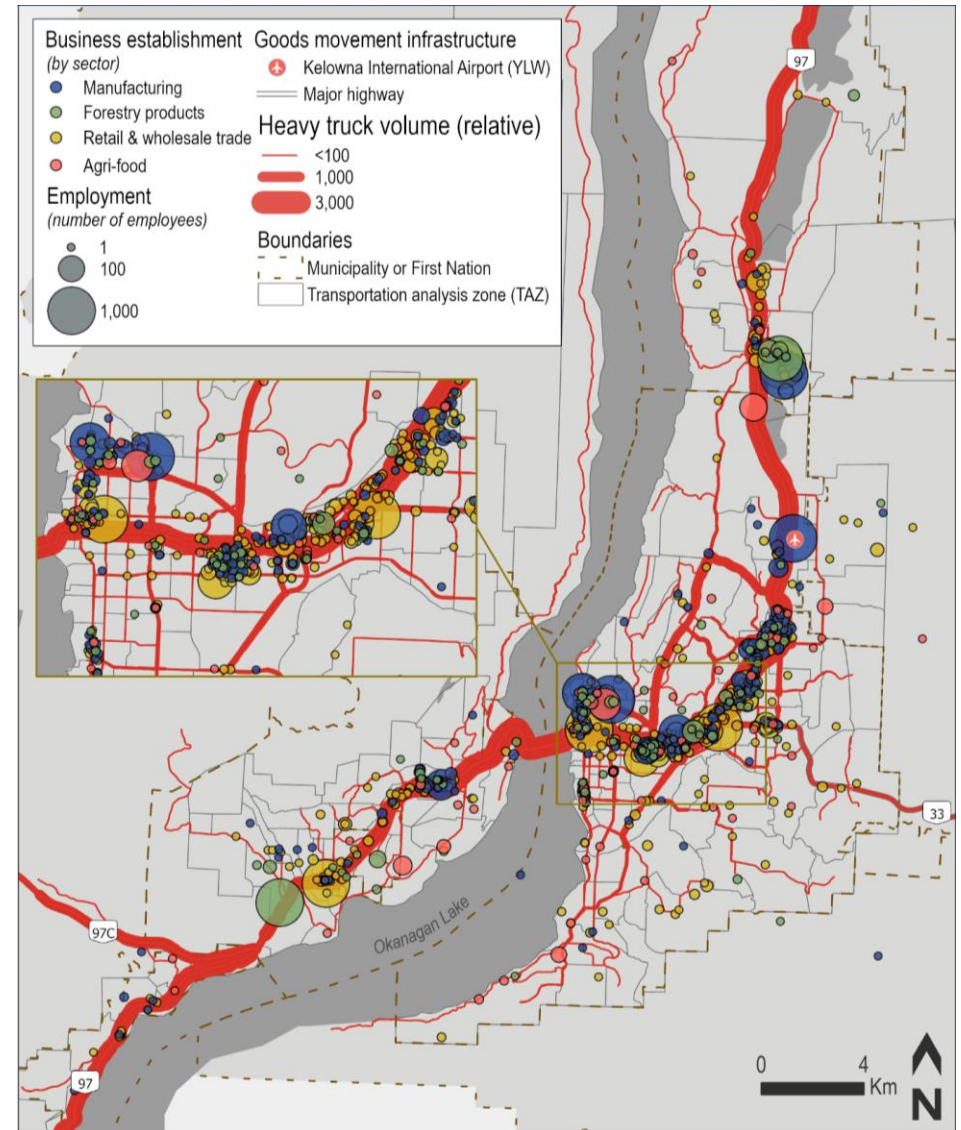 Business establishment
(by sector)
Manufacturing
Forestry products
Retail & wholesale trade
Agri-food
Employment
(number of employees)
1
100
1,000
Goods movement infrastructure
Kelowna International Airport (YLW)
Major highway
Heavy truck volume (relative)
<100
1,000
3,000
Boundaries
Municipality or First Nation
Transportation analysis zone (TAZ)
97
33
97C
Okanagan Lake
97
0 4
Km
N